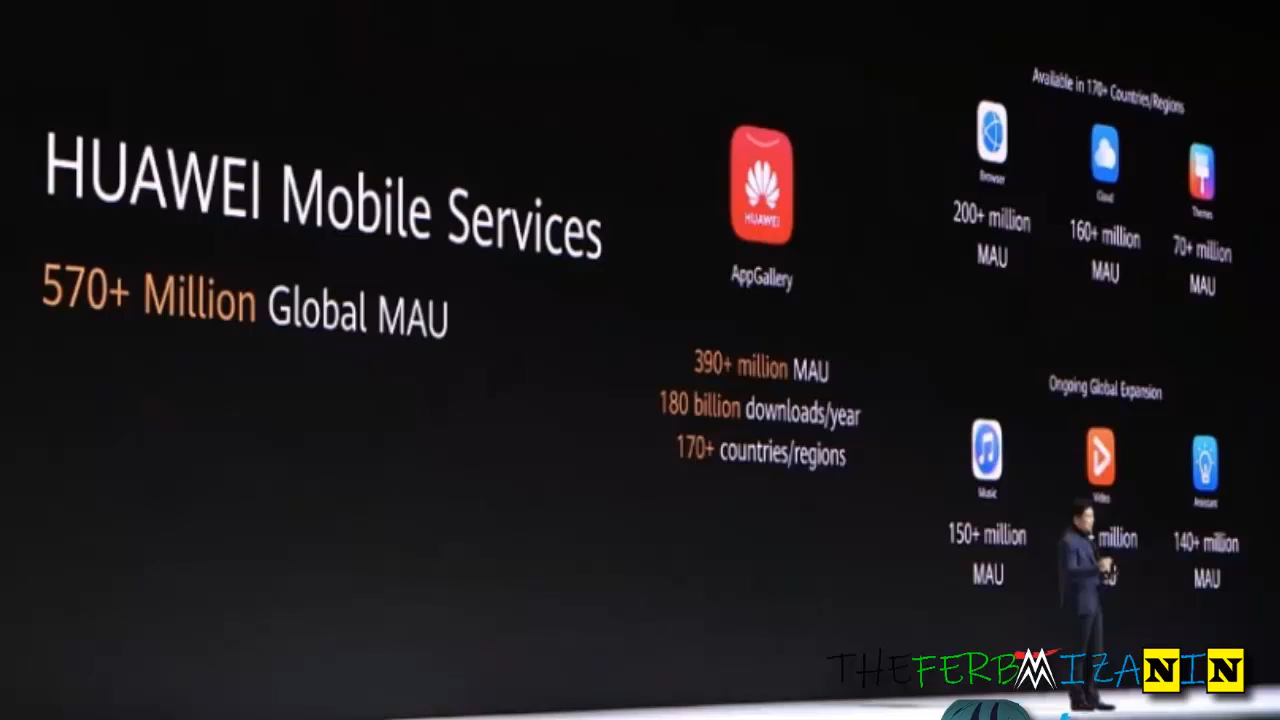 HUAWEI Mobile Services
570+ Million Global MAU
HUAWEI
AppGallery
390+ million MAU
180 billion downloads/year
170+ countries/regions
Available in 170+ Countries/Regions
Browser
200+ million
MAU
Cloud
160+ million
MAU
Themes
70+ million
MAU
Ongoing Global Expansion
Music
150+ million
MAU
Video
million
Assistant
140+ million
MAU
THEFERBMIZANIN